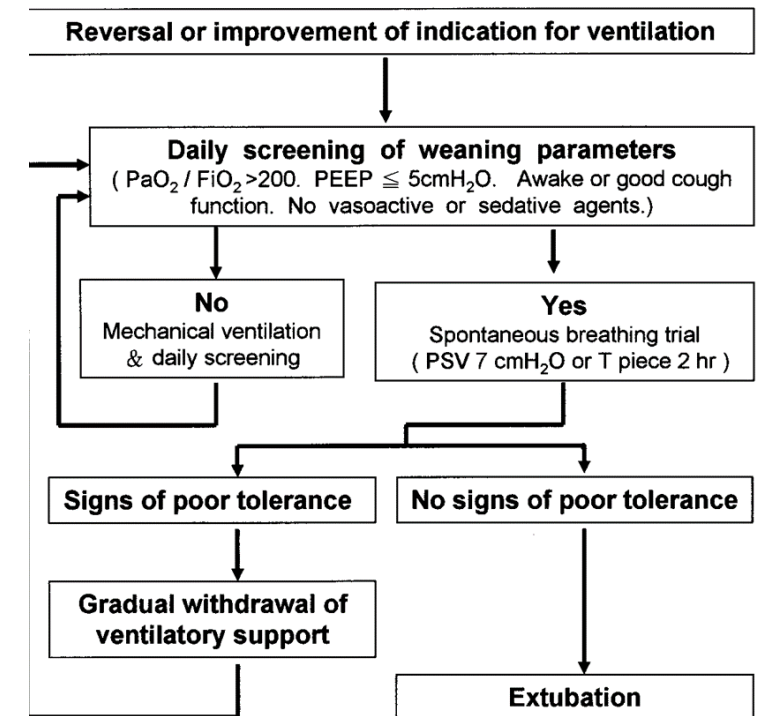 Reversal or improvement of indication for ventilation
Daily screening of weaning parameters
( PaO₂ / FiO₂ >200. PEEP ≦ 5cmH₂O. Awake or good cough
function. No vasoactive or sedative agents.)
No
Mechanical ventilation
& daily screening
Yes
Spontaneous breathing trial
( PSV 7 cmH₂O or T piece 2 hr )
Signs of poor tolerance
No signs of poor tolerance
Gradual withdrawal of
ventilatory support
Extubation